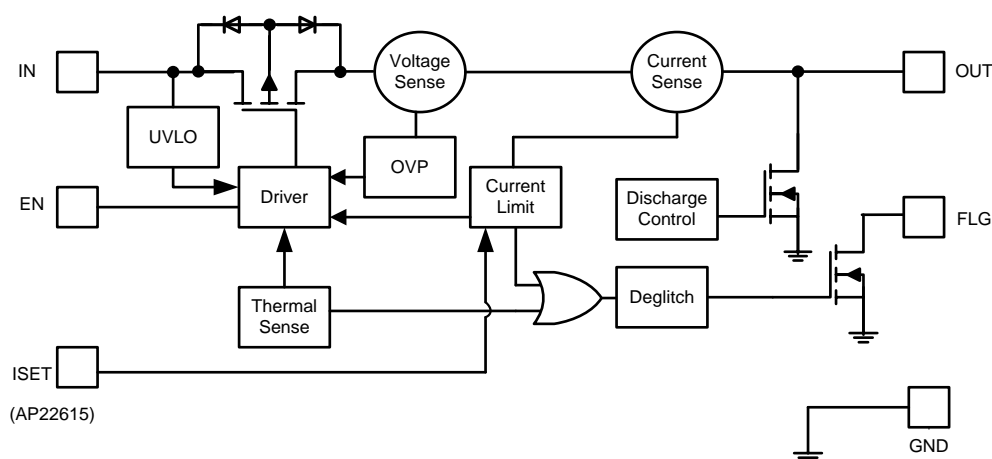 IN
Voltage
Sense
Current
Sense
OUT
UVLO
OVP
EN
Driver
Current
Limit
Discharge
Control
FLG
Thermal
Sense
Deglitch
ISET
(AP22615)
GND